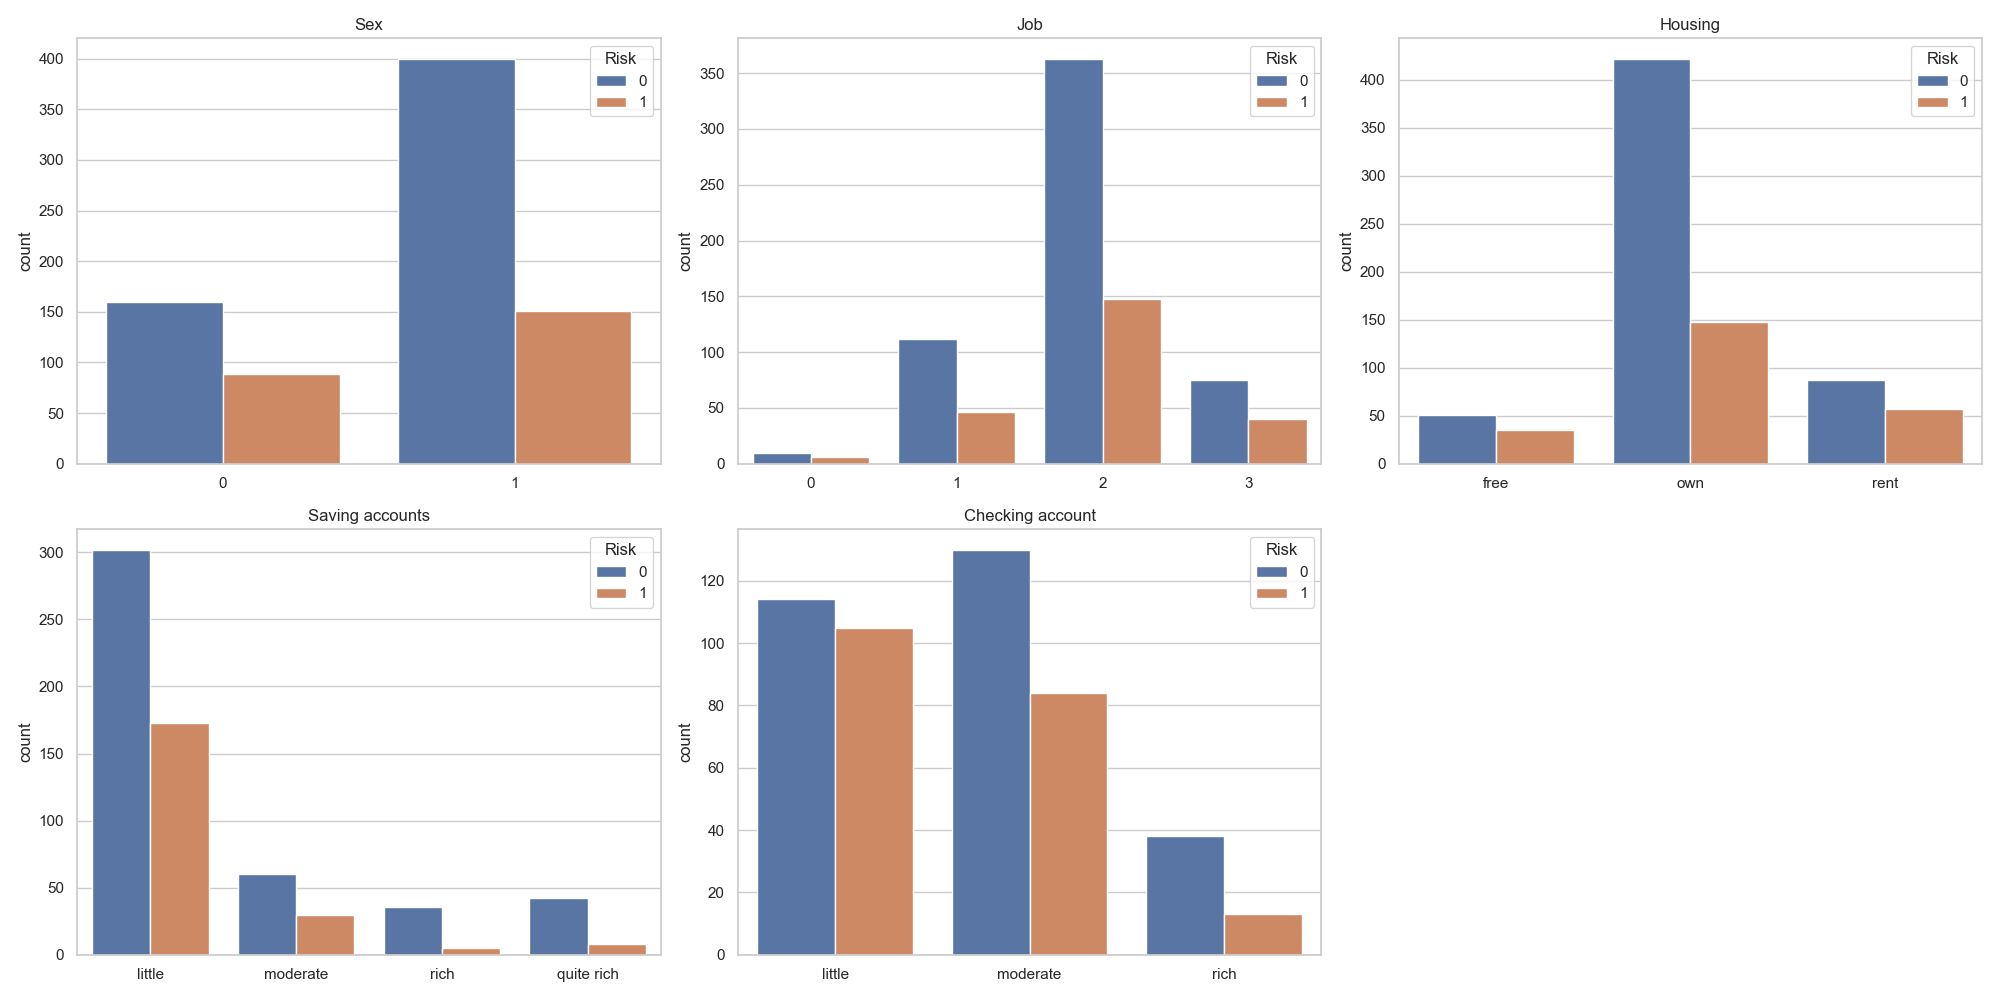 Sex
Risk
0
1
400
350
300
250
200
150
100
50
0
count
0 1
Job
Risk
0
1
350
300
250
200
150
100
50
0
count
0 1 2 3
Housing
Risk
0
1
400
350
300
250
200
150
100
50
0
count
free own rent
Saving accounts
Risk
0
1
300
250
200
150
100
50
0
count
little moderate rich quite rich
Checking account
Risk
0
1
120
100
80
60
40
20
0
count
little moderate rich